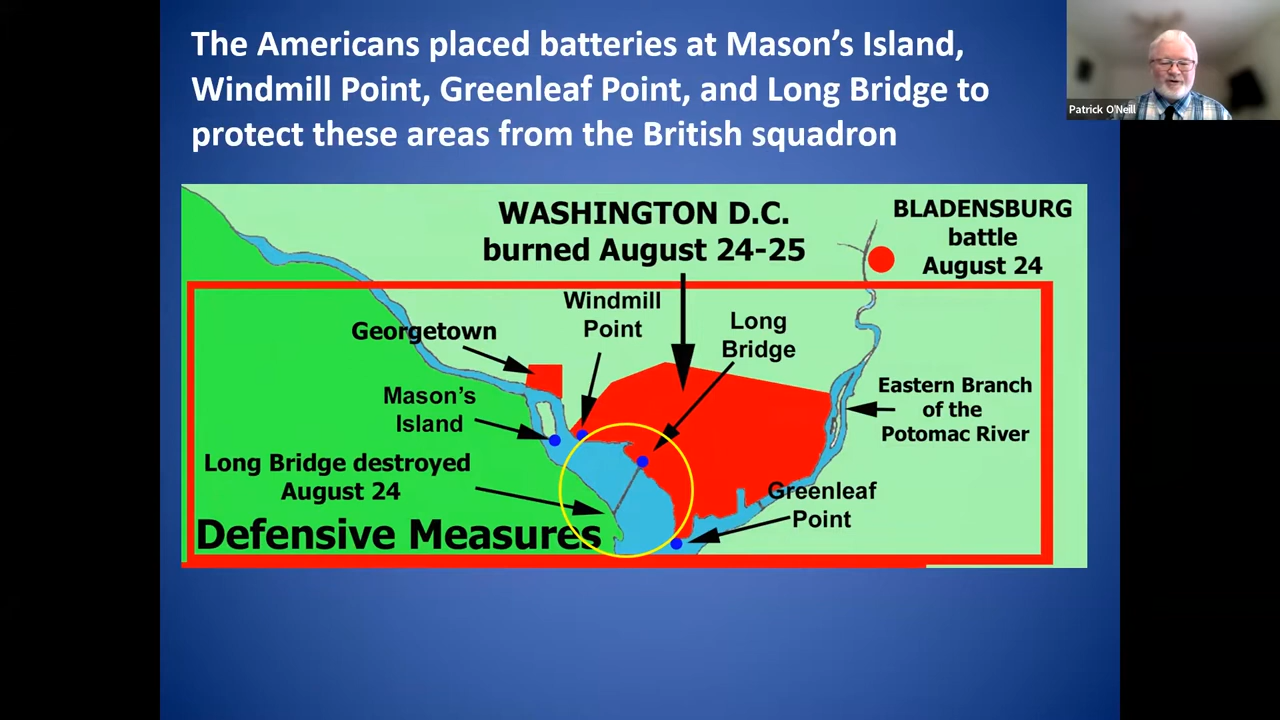 The Americans placed batteries at Mason's Island,
Windmill Point, Greenleaf Point, and Long Bridge to
protect these areas from the British squadron
Patrick O'Neill
WASHINGTON D.C.
burned August 24-25
BLADENSBURG
battle
August 24
Windmill
Point
Long
Bridge
Georgetown
Mason's
Island
Eastern Branch
of the
Potomac River
Long Bridge destroyed
August 24
Greenleaf
Point
Defensive Measures